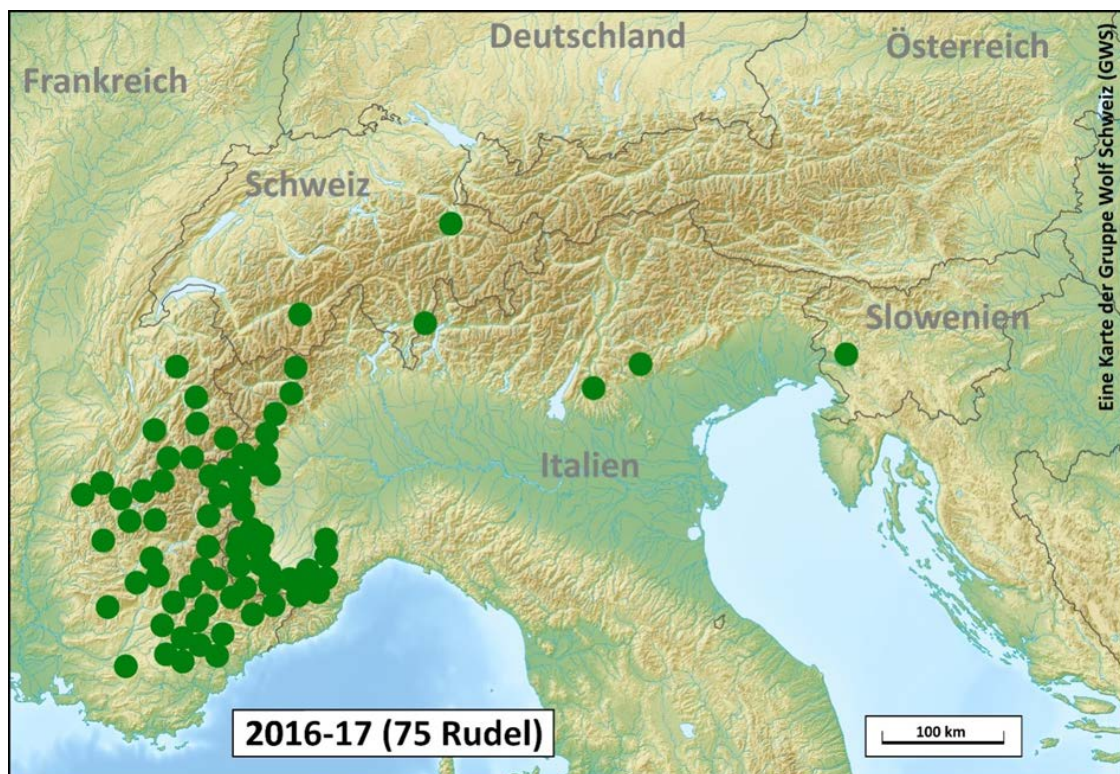 Deutschland
Österreich
Frankreich
Schweiz
Slowenien
Italien
2016-17 (75 Rudel)
100 km
Eine Karte der Gruppe Wolf Schweiz (GWS)